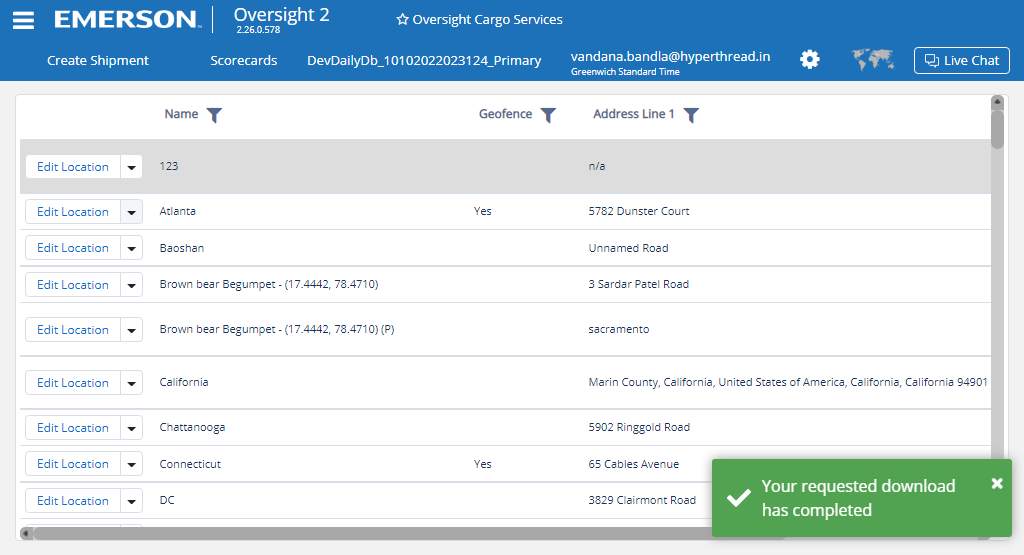 EMERSON
Oversight 2
2.26.0.578
Oversight Cargo Services
Create Shipment
Scorecards
DevDailyDb_10102022023124_Primary
vandana.bandla@hyperthread.in
Greenwich Standard Time
Live Chat
Name Geofence Address Line 1
Edit Location 123 n/a
Edit Location Atlanta Yes 5782 Dunster Court
Edit Location Baoshan Unnamed Road
Edit Location Brown bear Begumpet - (17.4442, 78.4710) 3 Sardar Patel Road
Edit Location Brown bear Begumpet - (17.4442, 78.4710) (P) sacramento
Edit Location California Marin County, California, United States of America, California, California 94901
Edit Location Chattanooga 5902 Ringgold Road
Edit Location Connecticut Yes 65 Cables Avenue
Edit Location DC 3829 Clairmont Road
Your requested download
has completed